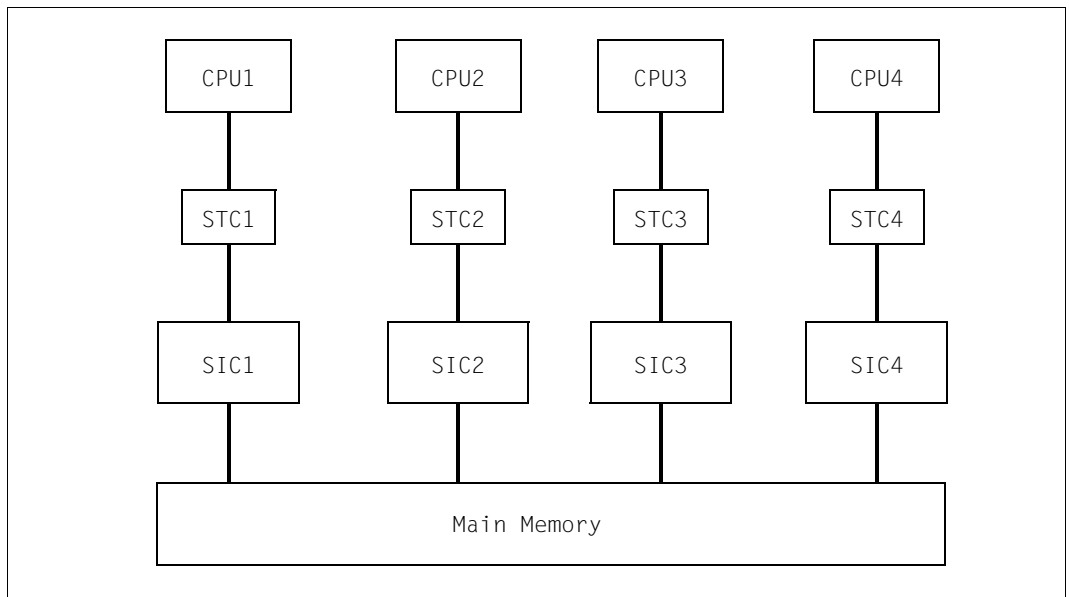 CPU1 CPU2 CPU3 CPU4
STC1 STC2 STC3 STC4
SIC1 SIC2 SIC3 SIC4
Main Memory